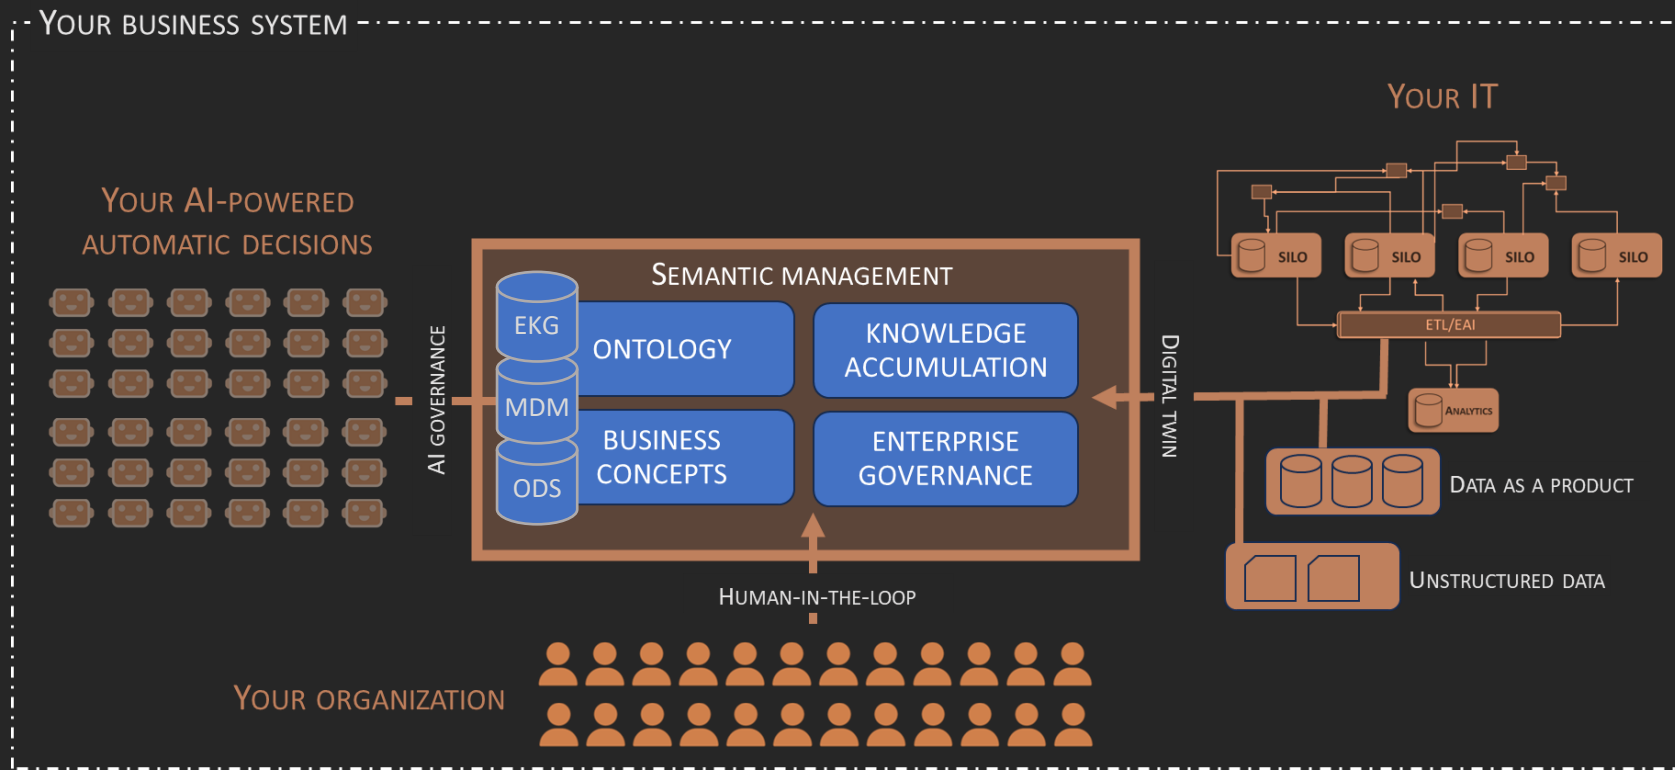 Your business system
Your IT
Your AI-powered
automatic decisions
SILO
SILO
SILO
SILO
ETL/EAI
Analytics
Semantic management
EKG
MDM
ODS
ONTOLOGY
KNOWLEDGE
ACCUMULATION
BUSINESS
CONCEPTS
ENTERPRISE
GOVERNANCE
AI governance
Digital twin
Data as a product
Unstructured data
Human-in-the-loop
Your organization